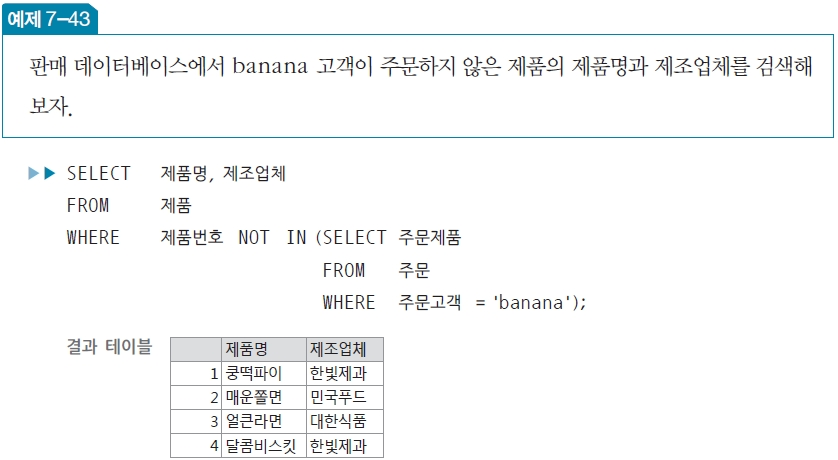 예제 7-43
판매 데이터베이스에서 banana 고객이 주문하지 않은 제품의 제품명과 제조업체를 검색해
보자.
▶▶ SELECT 제품명, 제조업체
FROM 제품
WHERE 제품번호 NOT IN (SELECT 주문제품
FROM 주문
WHERE 주문고객 = 'banana');
결과 테이블
제품명 제조업체
1 쿵떡파이 한빛제과
2 매운쫄면 민국푸드
3 얼큰라면 대한식품
4 달콤비스킷 한빛제과